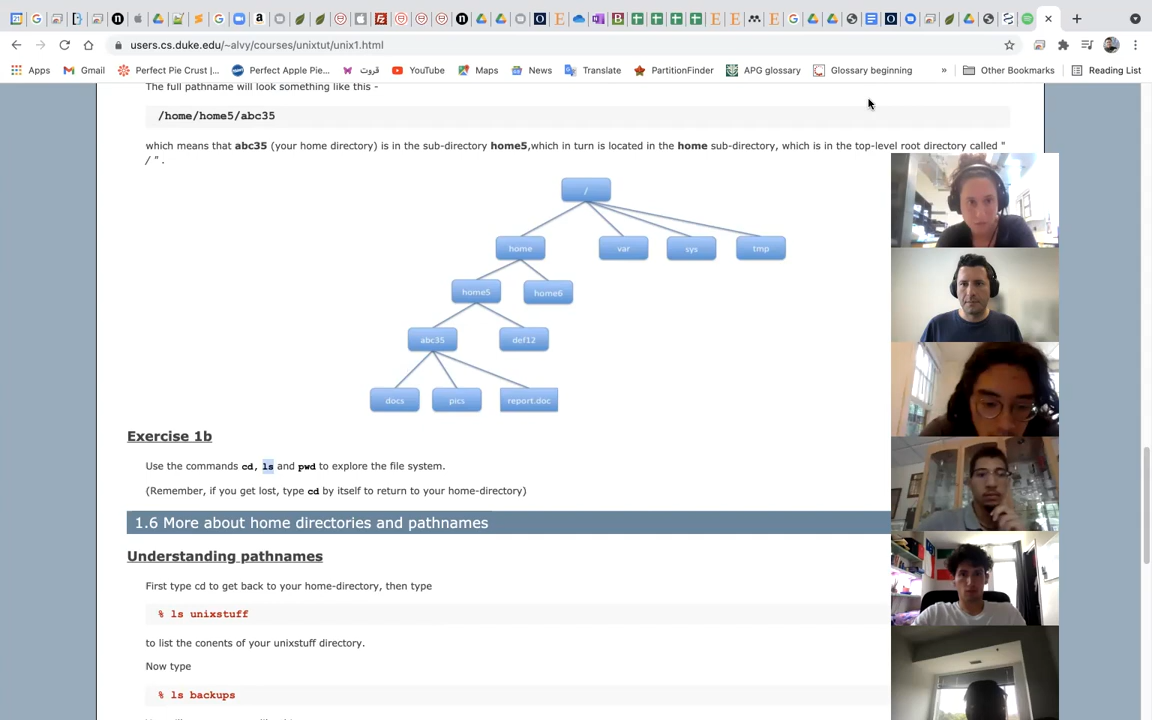 users.cs.duke.edu/~alvy/courses/unixtut/unix1.html
Apps Gmail Perfect Pie Crust |... Perfect Apple Pie... قروت YouTube Maps News Translate PartitionFinder APG glossary Glossary beginning » Other Bookmarks Reading List
The full pathname will look something like this -
/home/home5/abc35
which means that abc35 (your home directory) is in the sub-directory home5,which in turn is located in the home sub-directory, which is in the top-level root directory called "
/ " .
/
home var sys tmp
home5 home6
abc35 def12
docs pics report.doc
Exercise 1b
Use the commands cd, ls and pwd to explore the file system.
(Remember, if you get lost, type cd by itself to return to your home-directory)
1.6 More about home directories and pathnames
Understanding pathnames
First type cd to get back to your home-directory, then type
% ls unixstuff
to list the conents of your unixstuff directory.
Now type
% ls backups